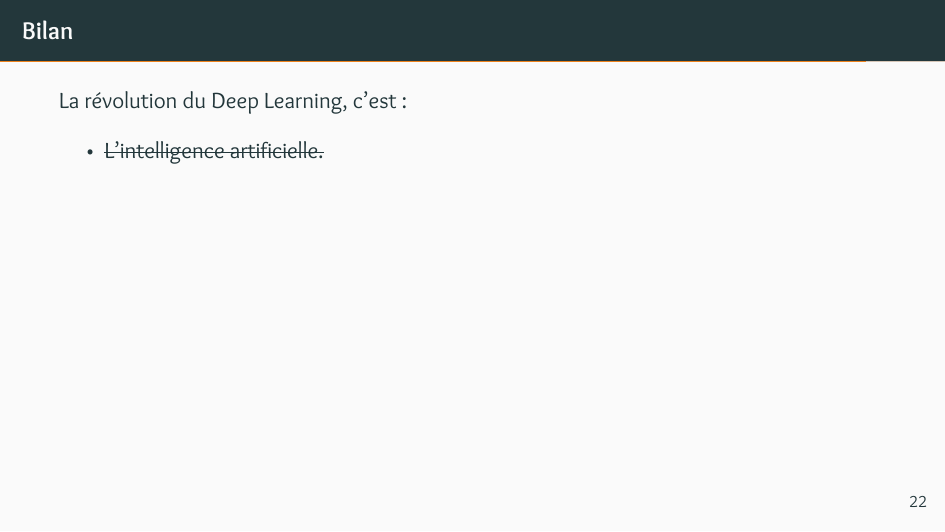 Bilan
La révolution du Deep Learning, c’est :
• L’intelligence artificielle.
22